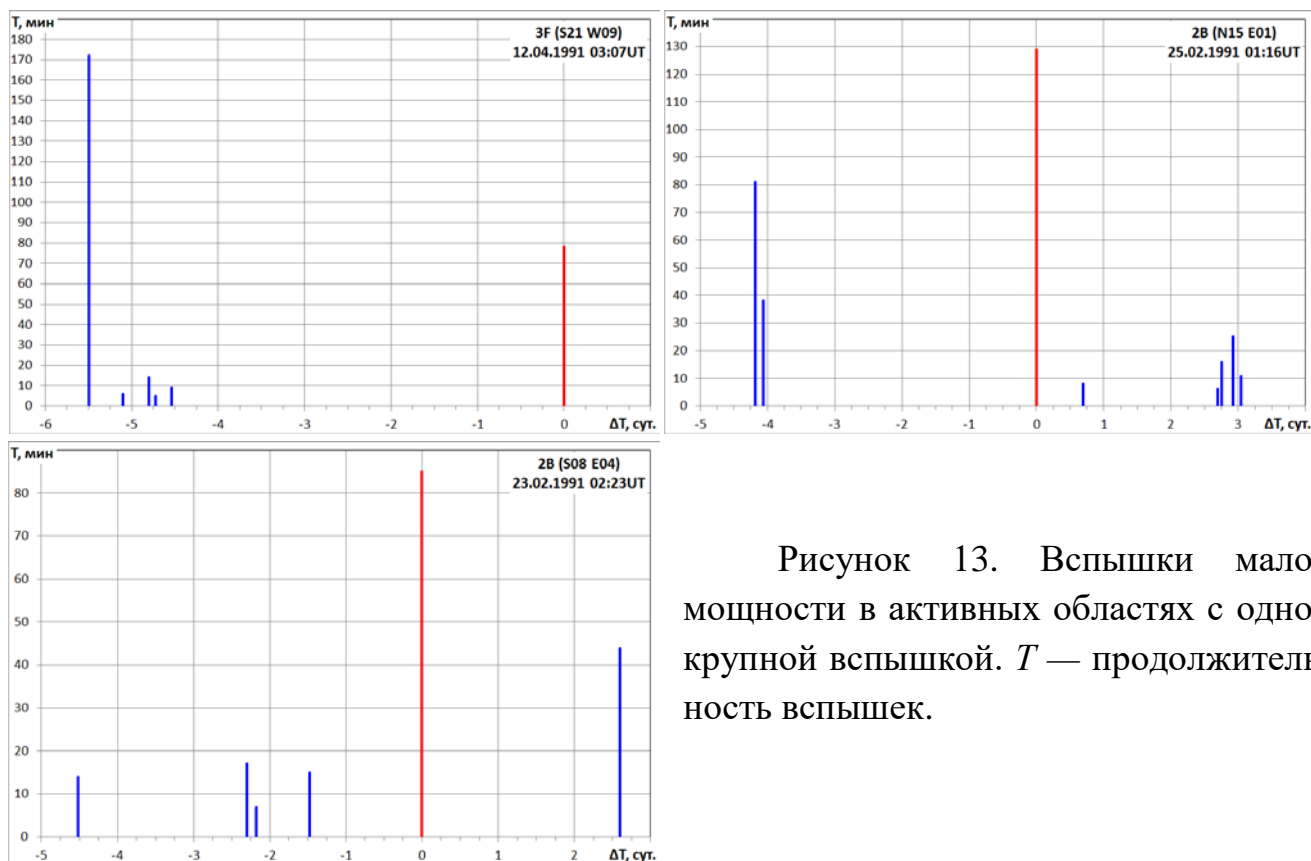 T, мин
3F (S21 W09)
12.04.1991 03:07UT
180
170
160
150
140
130
120
110
100
90
80
70
60
50
40
30
20
10
0
-6 -5 -4 -3 -2 -1 0 ΔT, сут.
T, мин
2B (N15 E01)
25.02.1991 01:16UT
130
120
110
100
90
80
70
60
50
40
30
20
10
0
-5 -4 -3 -2 -1 0 1 2 3 ΔT, сут.
T, мин
2B (S08 E04)
23.02.1991 02:23UT
80
70
60
50
40
30
20
10
0
-5 -4 -3 -2 -1 0 1 2 ΔT, сут.
Рисунок 13. Вспышки мало
мощности в активных областях с одно
крупной вспышкой. T — продолжитель
ность вспышек.